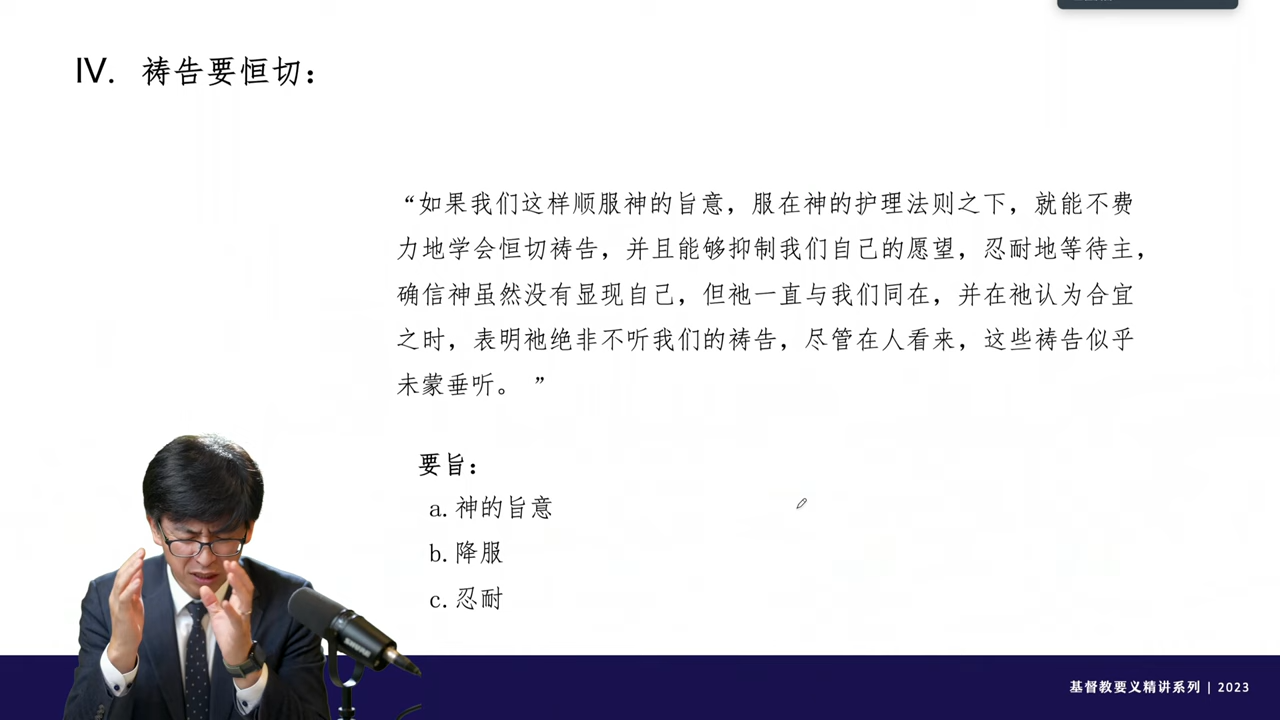 IV. 祷告要恒切：
“如果我们这样顺服神的旨意，服在神的护理法则之下，就能不费
力地学会恒切祷告，并且能够抑制我们自己的愿望，忍耐地等待主，
确信神虽然没有显现自己，但祂一直与我们同在，并在祂认为合宜
之时，表明祂绝非不听我们的祷告，尽管在人看来，这些祷告似乎
未蒙垂听。 ”
要旨：
a. 神的旨意
b. 降服
c. 忍耐
基督教要义精讲系列 | 2023